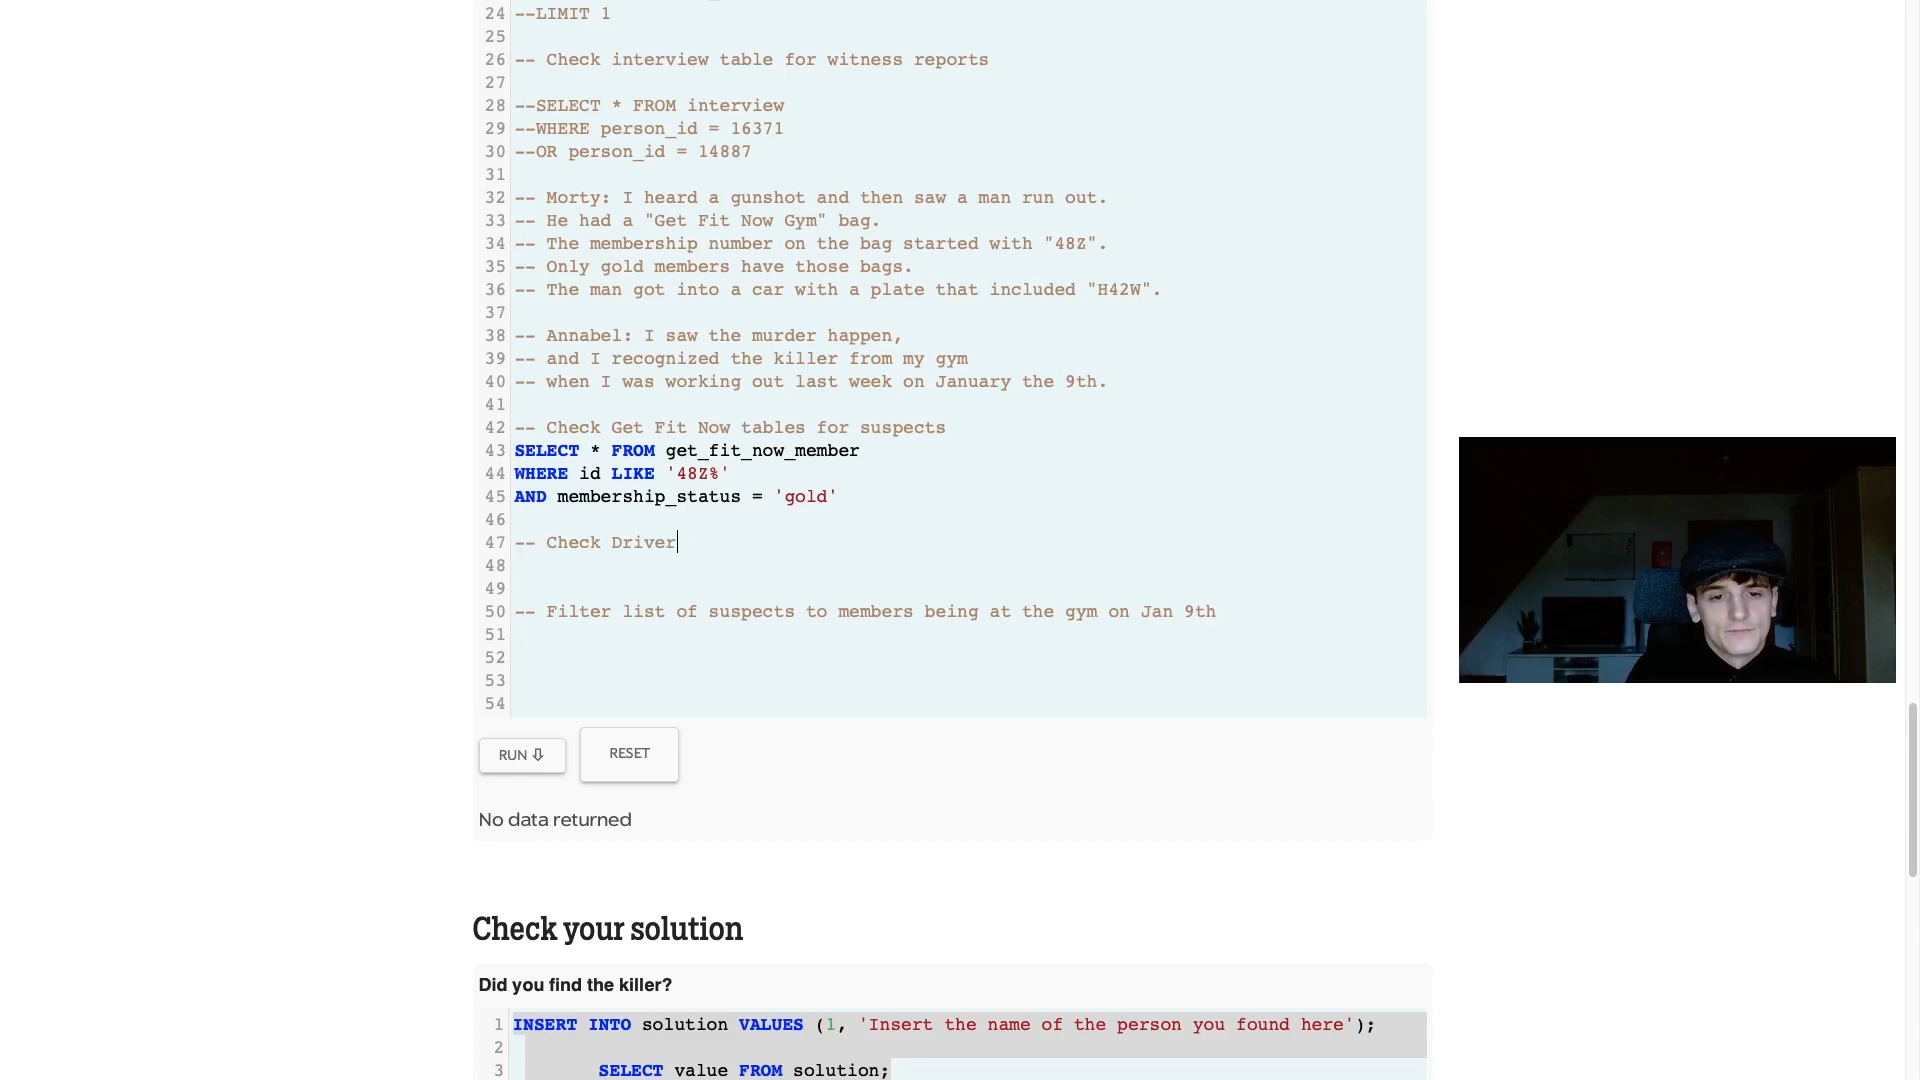 24 --LIMIT 1
25
26 -- Check interview table for witness reports
27
28 --SELECT * FROM interview
29 --WHERE person_id = 16371
30 --OR person_id = 14887
31
32 -- Morty: I heard a gunshot and then saw a man run out.
33 -- He had a "Get Fit Now Gym" bag.
34 -- The membership number on the bag started with "48Z".
35 -- Only gold members have those bags.
36 -- The man got into a car with a plate that included "H42W".
37
38 -- Annabel: I saw the murder happen,
39 -- and I recognized the killer from my gym
40 -- when I was working out last week on January the 9th.
41
42 -- Check Get Fit Now tables for suspects
43 SELECT * FROM get_fit_now_member
44 WHERE id LIKE '48Z%'
45 AND membership_status = 'gold'
46
47 -- Check Driver
48
49
50 -- Filter list of suspects to members being at the gym on Jan 9th
51
52
53
54
RUN ⇩ RESET
No data returned
Check your solution
Did you find the killer?
1 INSERT INTO solution VALUES (1, 'Insert the name of the person you found here');
2
3 SELECT value FROM solution;